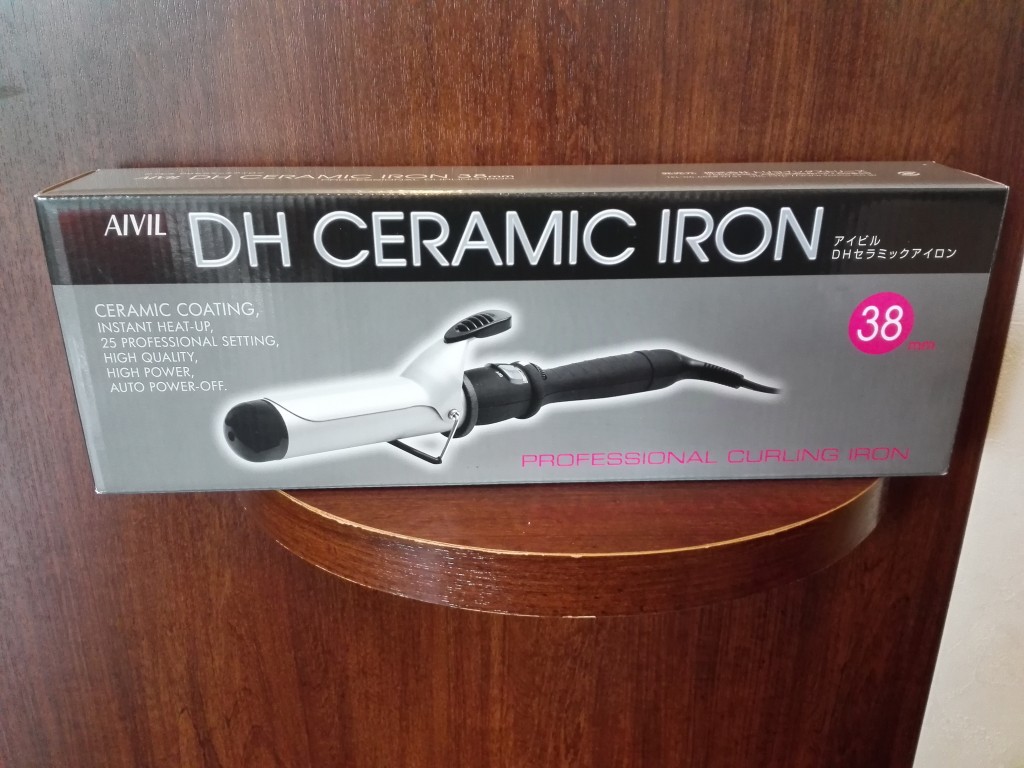 DH CERAMIC IRON 38mm
AIVIL
DH CERAMIC IRON
アイビル
DHセラミックアイロン
CERAMIC COATING,
INSTANT HEAT-UP,
25 PROFESSIONAL SETTING,
HIGH QUALITY,
HIGH POWER,
AUTO POWER-OFF.
38mm
PROFESSIONAL CURLING IRON